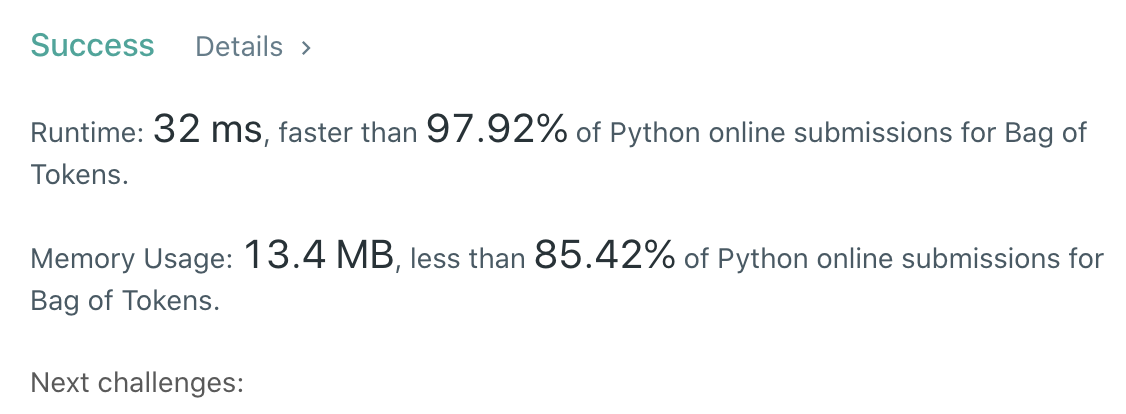 Success Details >
Runtime: 32 ms, faster than 97.92% of Python online submissions for Bag of
Tokens.
Memory Usage: 13.4 MB, less than 85.42% of Python online submissions for
Bag of Tokens.
Next challenges: